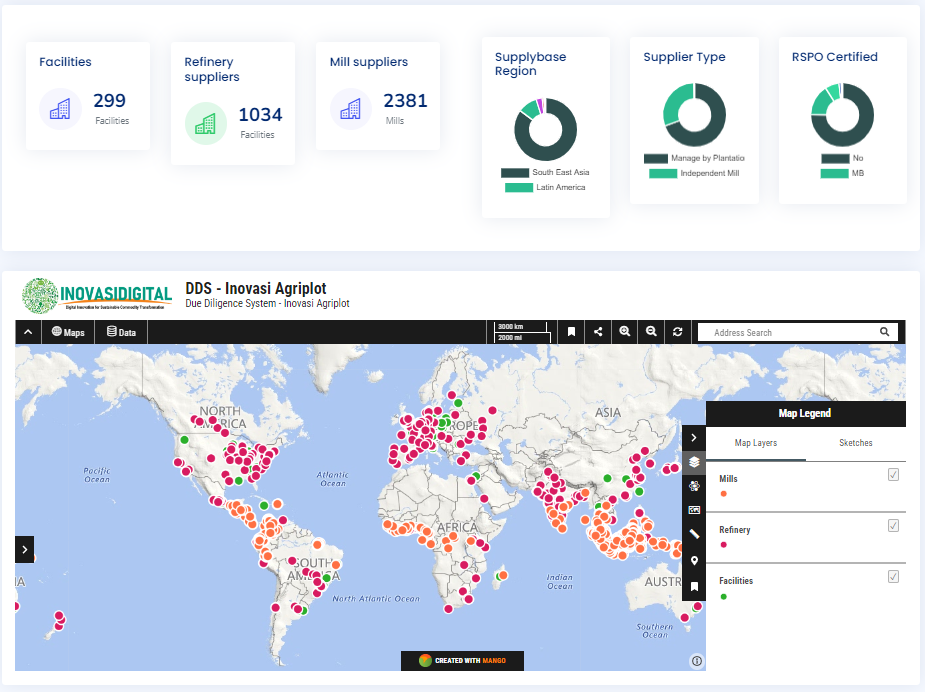 Facilities
299
Facilities
Refinery
suppliers
1034
Facilities
Mill suppliers
2381
Mills
Supplybase
Region
South East Asia
Latin America
Supplier Type
Manage by Plantatio
Independent Mill
RSPO Certified
No
MB
INOVASIDIGITAL
Digital Innovation for Sustainable Commodity Transformation
DDS - Inovasi Agriplot
Due Diligence System - Inovasi Agriplot
Maps
Data
3000 km
2000 mi
Address Search
NORTH
AMERICA
EUROPE
ASIA
Pacific
Ocean
Atlantic
Ocean
AFRICA
SOUTH
AMERICA
Indian
Ocean
North Atlantic Ocean
IA
AUSTR
Southern
Ocean
Map Legend
Map Layers
Sketches
Mills
Refinery
Facilities
CREATED WITH MANGO